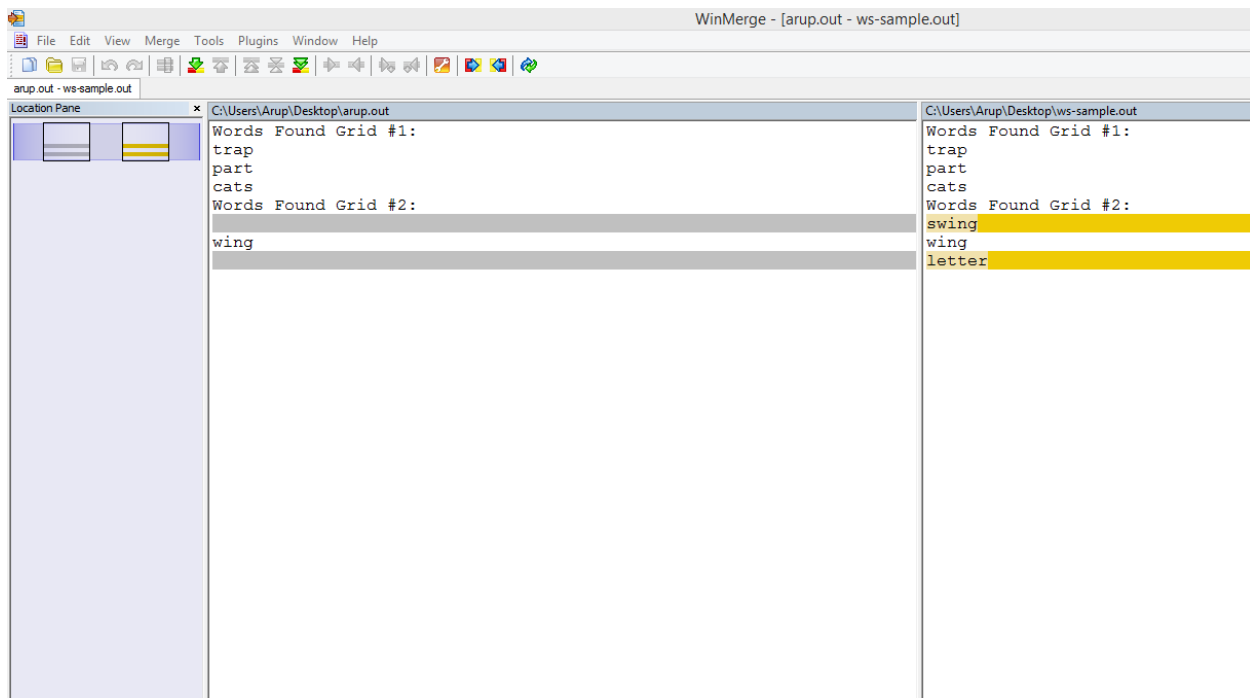 WinMerge - [arup.out - ws-sample.out]
File Edit View Merge Tools Plugins Window Help
arup.out - ws-sample.out
Location Pane x
C:\Users\Arup\Desktop\arup.out
Words Found Grid #1:
trap
part
cats
Words Found Grid #2:
wing
C:\Users\Arup\Desktop\ws-sample.out
Words Found Grid #1:
trap
part
cats
Words Found Grid #2:
swing
wing
letter